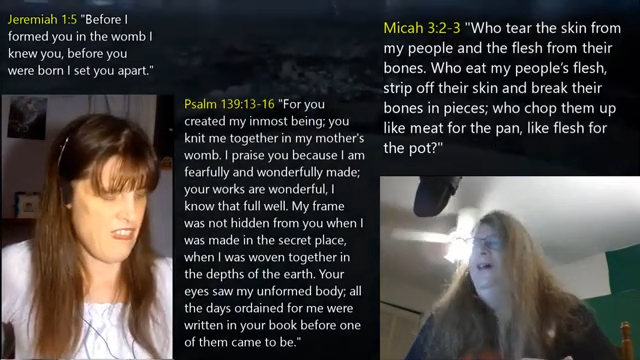 Jeremiah 1:5 "Before I
formed you in the womb I
knew you, before you
were born I set you apart."
Psalm 139:13-16 "For you
created my inmost being; you
knit me together in my mother's
womb. I praise you because I am
fearfully and wonderfully made;
your works are wonderful, I
know that full well. My frame
was not hidden from you when I
was made in the secret place,
when I was woven together in
the depths of the earth. Your
eyes saw my unformed body; all
the days ordained for me were
written in your book before one
of them came to be."
Micah 3:2-3 "Who tear the skin from
my people and the flesh from their
bones. Who eat my people's flesh,
strip off their skin and break their
bones in pieces; who chop them up
like meat for the pan, like flesh for
the pot?"